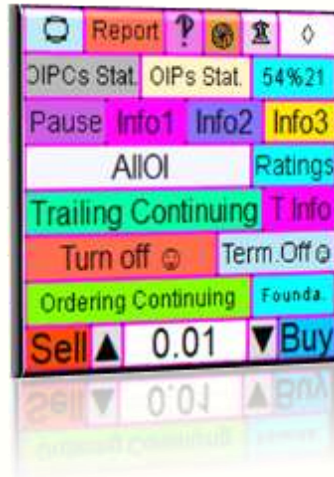 Report ?
OIPCs Stat. OIPs Stat. 54%21
Pause Info1 Info2 Info3
AllOI Ratings
Trailing Continuing T Info
Turn off ☺ Term.Off☺
Ordering Continuing Founda..
Sell ▲ 0.01 ▼ Buy